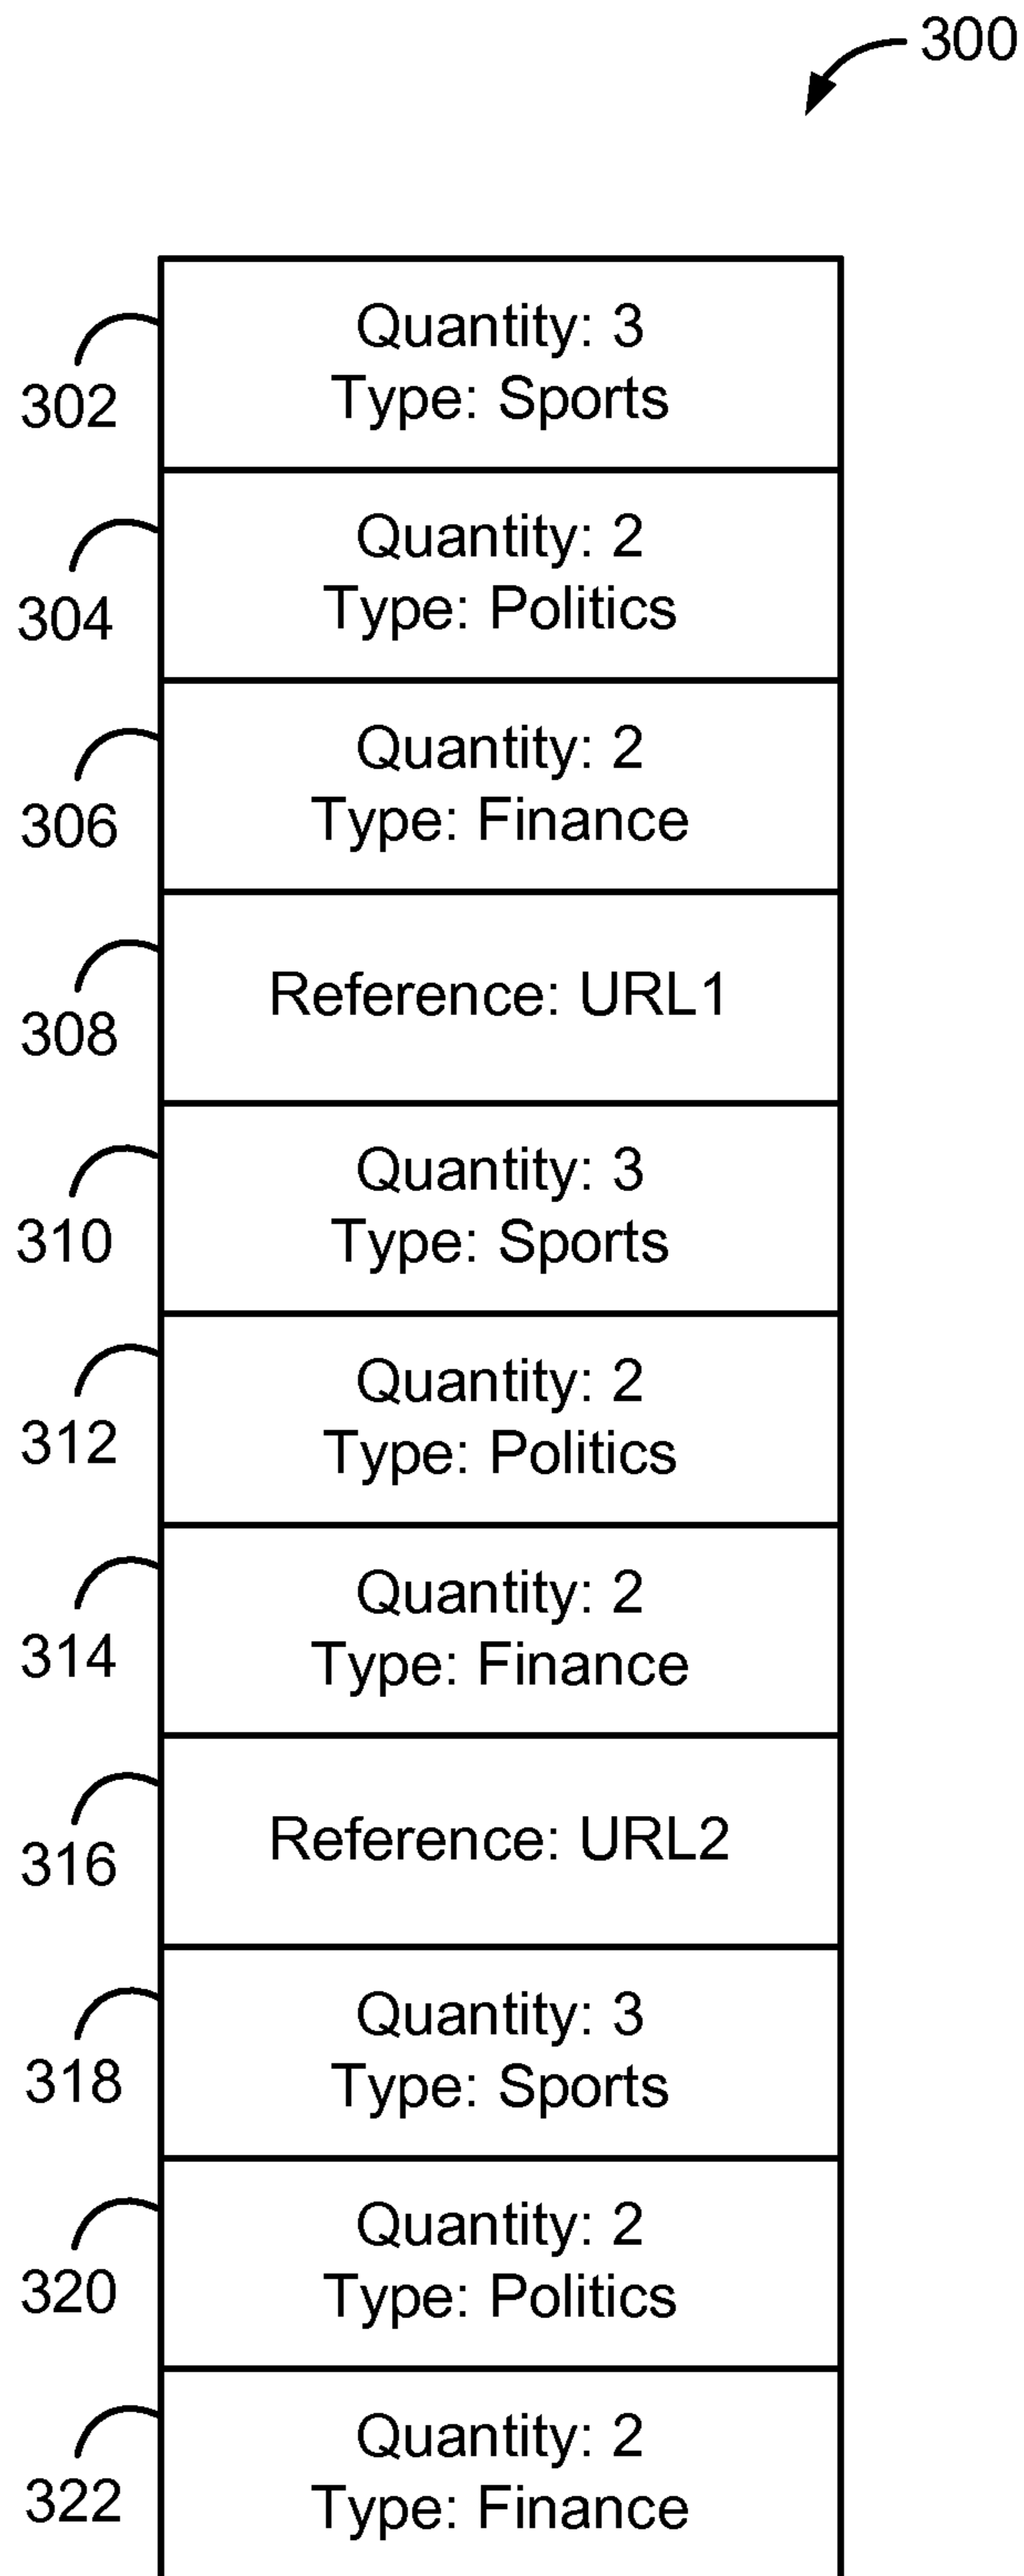 300
Quantity: 3
Type: Sports
302
Quantity: 2
Type: Politics
304
Quantity: 2
Type: Finance
306
Reference: URL1
308
Quantity: 3
Type: Sports
310
Quantity: 2
Type: Politics
312
Quantity: 2
Type: Finance
314
Reference: URL2
316
Quantity: 3
Type: Sports
318
Quantity: 2
Type: Politics
320
Quantity: 2
Type: Finance
322